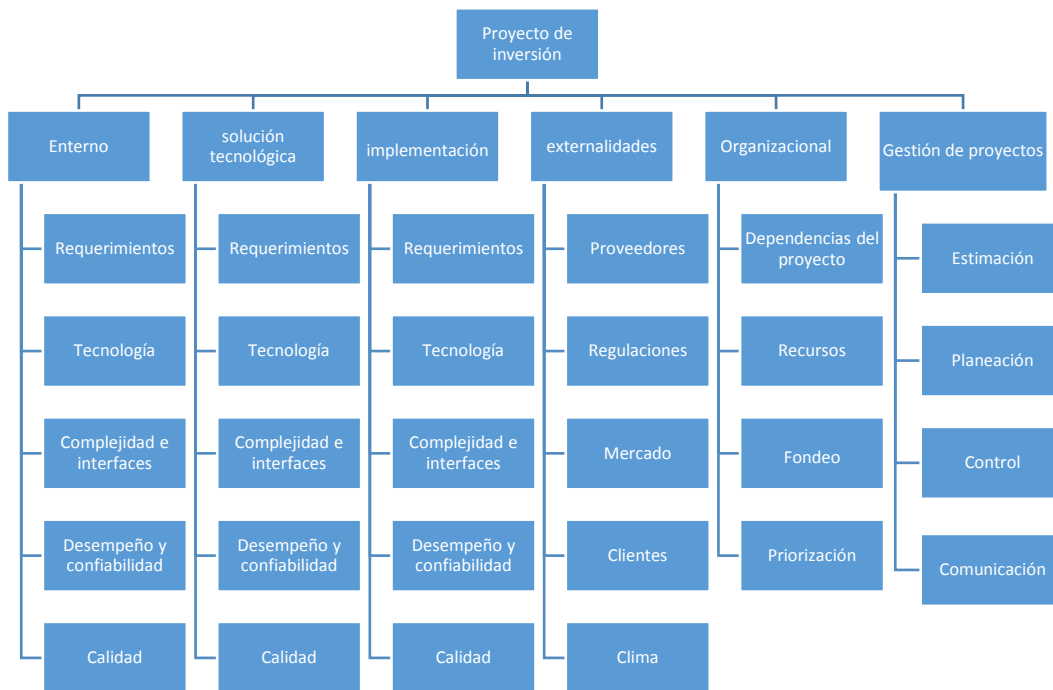 Proyecto de
inversión
Enterno
solución
tecnológica
implementación
externalidades
Organizacional
Gestión de proyectos
Requerimientos
Tecnología
Complejidad e
interfaces
Desempeño y
confiabilidad
Calidad
Requerimientos
Tecnología
Complejidad e
interfaces
Desempeño y
confiabilidad
Calidad
Requerimientos
Tecnología
Complejidad e
interfaces
Desempeño y
confiabilidad
Calidad
Proveedores
Regulaciones
Mercado
Clientes
Clima
Dependencias del
proyecto
Recursos
Fondeo
Priorización
Estimación
Planeación
Control
Comunicación